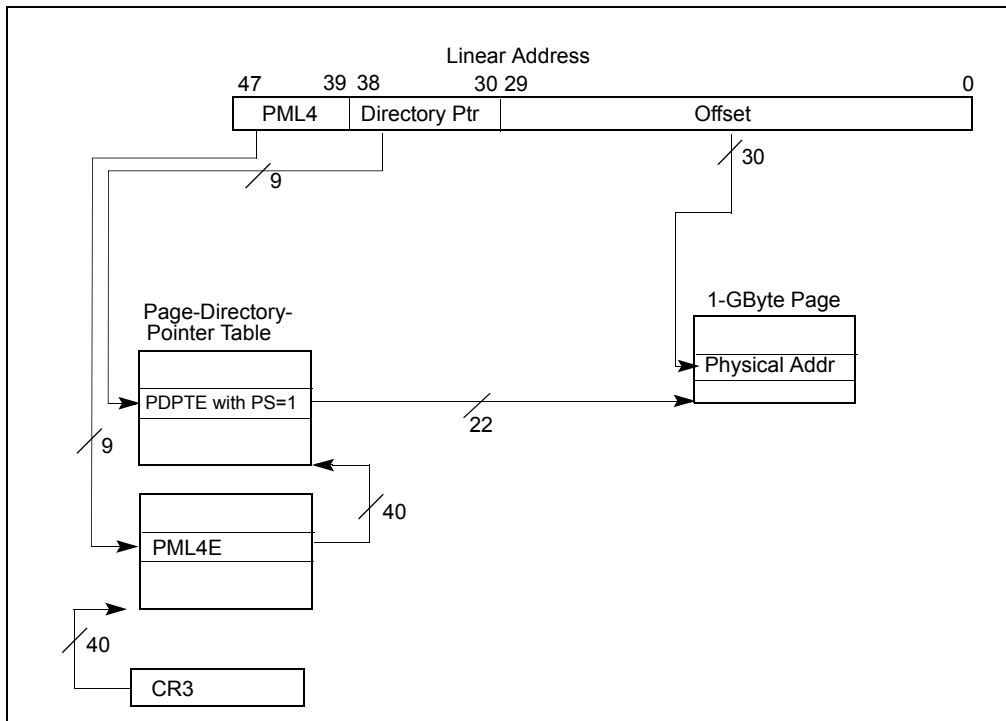 Linear Address
47 39 38 30 29 0
PML4 Directory Ptr Offset
9
30
Page-Directory-
Pointer Table
1-GByte Page
Physical Addr
PDPTE with PS=1
22
9
40
PML4E
40
CR3